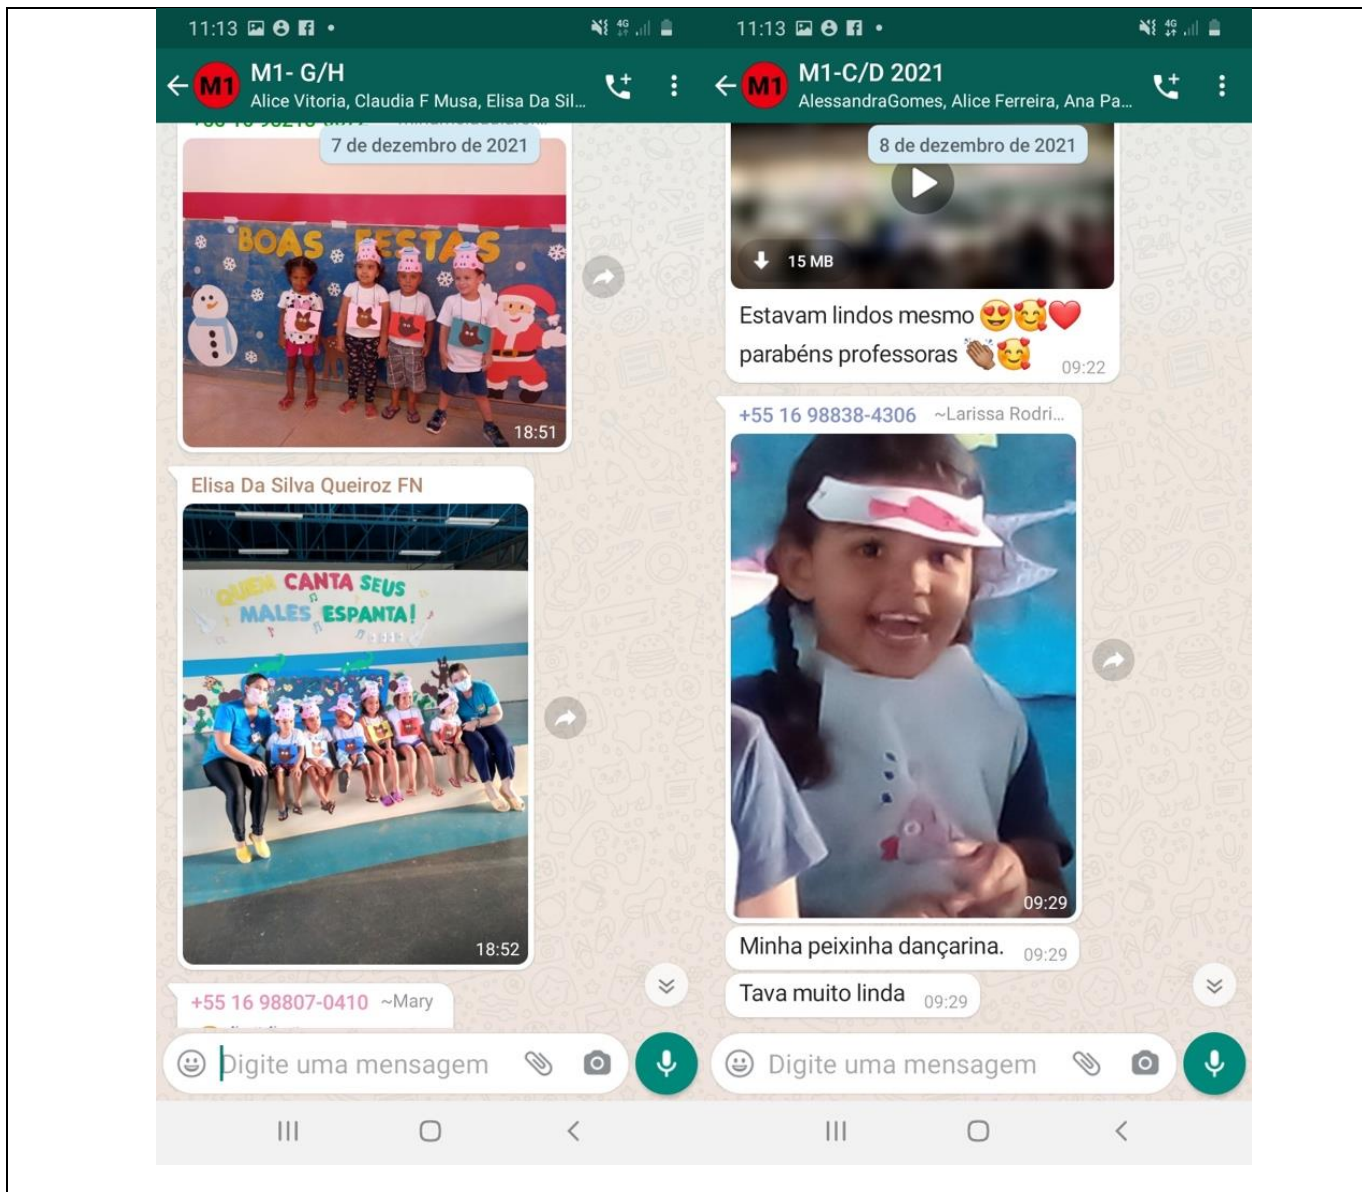 11:13
4G
M1
M1- G/H
Alice Vitoria, Claudia F Musa, Elisa Da Sil...
7 de dezembro de 2021
BOAS FESTAS
18:51
Elisa Da Silva Queiroz FN
QUEM CANTA SEUS
MALES ESPANTA!
18:52
+55 16 98807-0410 ~Mary
Digite uma mensagem
11:13
4G
M1
M1-C/D 2021
AlessandraGomes, Alice Ferreira, Ana Pa...
8 de dezembro de 2021
15 MB
Estavam lindos mesmo 😍🥰❤️
parabéns professoras 👏🏽🥰
09:22
+55 16 98838-4306 ~Larissa Rodri...
09:29
Minha peixinha dançarina. 09:29
Tava muito linda 09:29
Digite uma mensagem